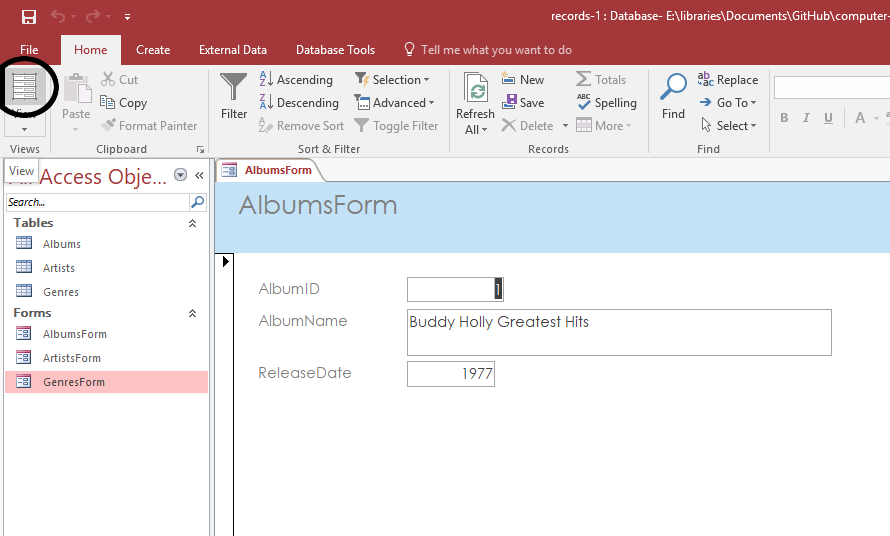 records-1 : Database- E:\libraries\Documents\GitHub\computer-
File Home Create External Data Database Tools Tell me what you want to do
View Paste Cut Filter Ascending Selection Refresh All New Totals Find Replace
Copy Descending Advanced Save Spelling Go To
Format Painter Remove Sort Toggle Filter Delete More Select B I U A
Views Clipboard Sort & Filter Records Find
View
Access Obje... AlbumsForm
Search...
AlbumsForm
Tables
Albums
Artists
Genres
Forms
AlbumsForm
ArtistsForm
GenresForm
AlbumID 1
AlbumName Buddy Holly Greatest Hits
ReleaseDate 1977